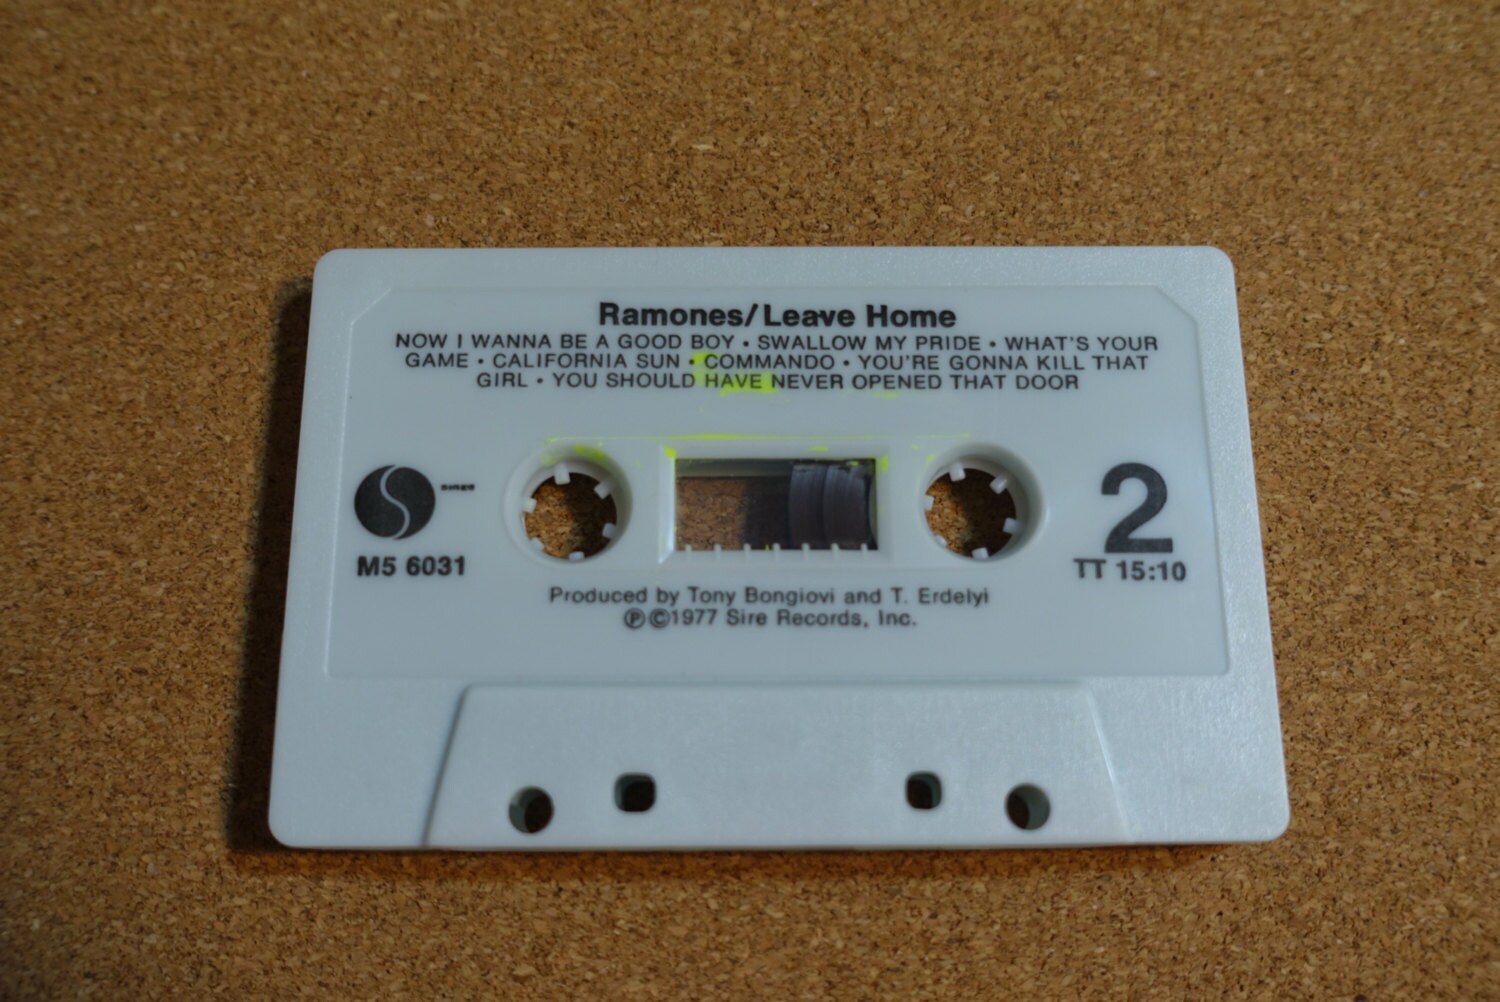 Ramones/Leave Home
NOW I WANNA BE A GOOD BOY • SWALLOW MY PRIDE • WHAT'S YOUR
GAME • CALIFORNIA SUN • COMMANDO • YOU'RE GONNA KILL THAT
GIRL • YOU SHOULD HAVE NEVER OPENED THAT DOOR
SIRE
M5 6031
2
TT 15:10
Produced by Tony Bongiovi and T. Erdelyi
℗©1977 Sire Records, Inc.